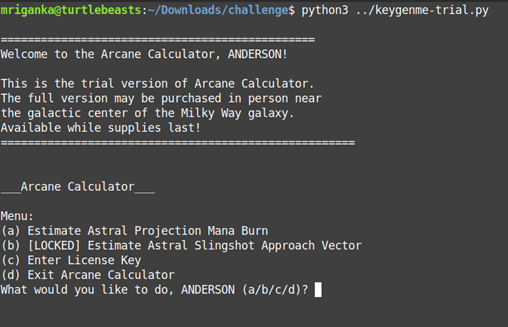 mriganka@turtlebeasts:~/Downloads/challenge$ python3 ../keygenme-trial.py
===============================================
Welcome to the Arcane Calculator, ANDERSON!
This is the trial version of Arcane Calculator.
The full version may be purchased in person near
the galactic center of the Milky Way galaxy.
Available while supplies last!
=====================================================
___Arcane Calculator___
Menu:
(a) Estimate Astral Projection Mana Burn
(b) [LOCKED] Estimate Astral Slingshot Approach Vector
(c) Enter License Key
(d) Exit Arcane Calculator
What would you like to do, ANDERSON (a/b/c/d)?